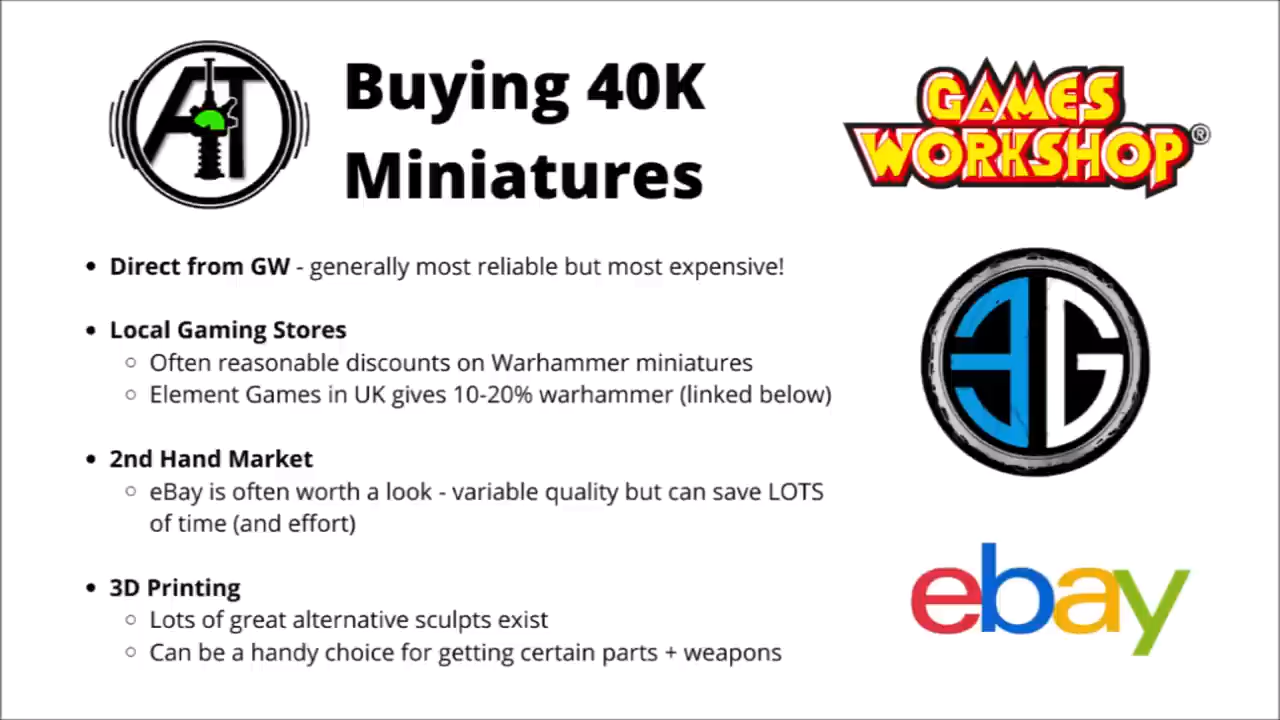 AT
Buying 40K
Miniatures
GAMES
WORKSHOP®
• Direct from GW - generally most reliable but most expensive!
• Local Gaming Stores
○ Often reasonable discounts on Warhammer miniatures
○ Element Games in UK gives 10-20% warhammer (linked below)
EG
• 2nd Hand Market
○ eBay is often worth a look - variable quality but can save LOTS
of time (and effort)
ebay
• 3D Printing
○ Lots of great alternative sculpts exist
○ Can be a handy choice for getting certain parts + weapons